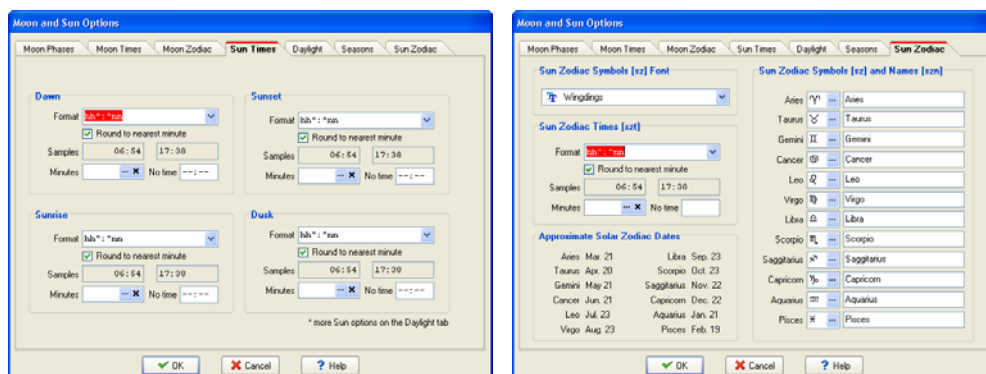 Moon and Sun Options
Moon Phases Moon Times Moon Zodiac Sun Times Daylight Seasons Sun Zodiac
Dawn
Format hh":"nn
Round to nearest minute
Samples 06:54 17:38
Minutes ... No time --:--
Sunset
Format hh":"nn
Round to nearest minute
Samples 06:54 17:38
Minutes ... No time --:--
Sunrise
Format hh":"nn
Round to nearest minute
Samples 06:54 17:38
Minutes ... No time --:--
Dusk
Format hh":"nn
Round to nearest minute
Samples 06:54 17:38
Minutes ... No time --:--
* more Sun options on the Daylight tab
OK Cancel ? Help
Moon and Sun Options
Moon Phases Moon Times Moon Zodiac Sun Times Daylight Seasons Sun Zodiac
Sun Zodiac Symbols [sz] Font
Wingdings
Sun Zodiac Times [szt]
Format hh":"nn
Round to nearest minute
Samples 06:54 17:38
Minutes ... No time
Approximate Solar Zodiac Dates
Aries Mar. 21 Libra Sep. 23
Taurus Apr. 20 Scorpio Oct. 23
Gemini May 21 Saggitarius Nov. 22
Cancer Jun. 21 Capricorn Dec. 22
Leo Jul. 23 Aquarius Jan. 21
Virgo Aug. 23 Pisces Feb. 19
Sun Zodiac Symbols [sz] and Names [szn]
Aries ♈ ... Aries
Taurus ♉ ... Taurus
Gemini ♊ ... Gemini
Cancer ♋ ... Cancer
Leo ♌ ... Leo
Virgo ♍ ... Virgo
Libra ♎ ... Libra
Scorpio ♏ ... Scorpio
Saggitarius ♐ ... Saggitarius
Capricorn ♑ ... Capricorn
Aquarius ♒ ... Aquarius
Pisces ♓ ... Pisces
OK Cancel ? Help